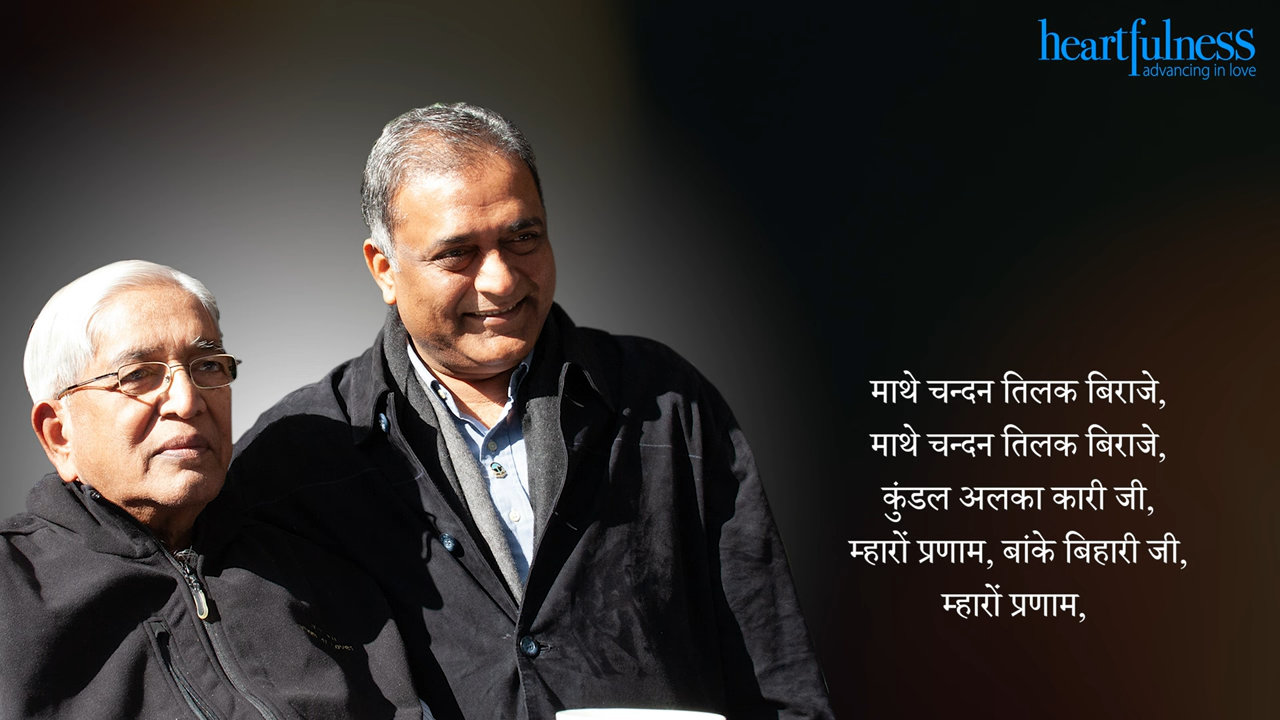 heartfulness
advancing in love
माथे चन्दन तिलक बिराजे,
माथे चन्दन तिलक बिराजे,
कुंडल अलका कारी जी,
म्हारों प्रणाम, बांके बिहारी जी,
म्हारों प्रणाम,